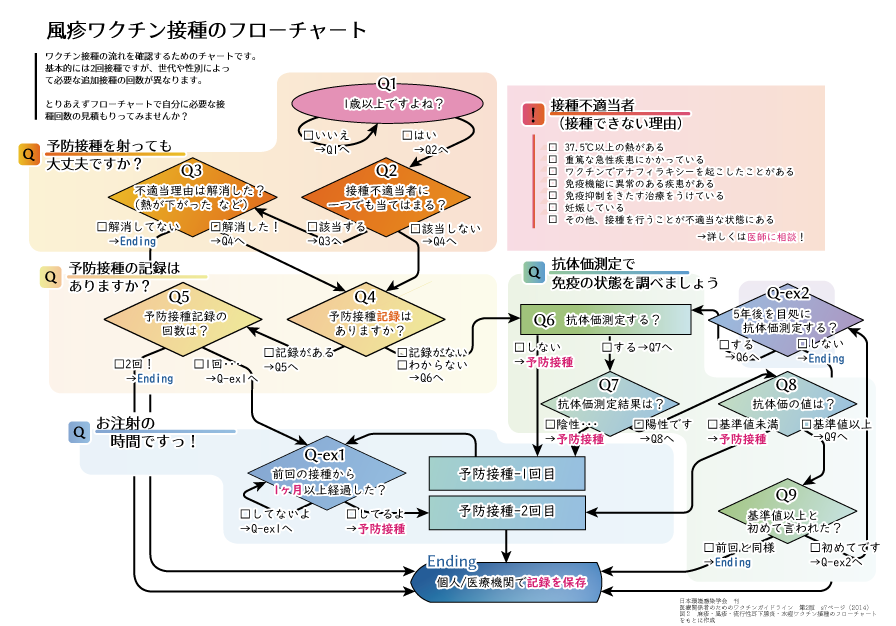 風疹ワクチン接種のフローチャート
ワクチン接種の流れを確認するためのチャートです。
基本的には2回接種ですが、世代や性別によっ
て必要な追加接種の回数が異なります。
とりあえずフローチャートで自分に必要な接
種回数の見積もりってみませんか？
Q1
1歳以上ですよね？
□いいえ
→Q1へ
□はい
→Q2へ
！
接種不適当者
（接種できない理由）
□ 37.5℃以上の熱がある
□ 重篤な急性疾患にかかっている
□ ワクチンでアナフィラキシーを起こしたことがある
□ 免疫機能に異常のある疾患がある
□ 免疫抑制をきたす治療をうけている
□ 妊娠している
□ その他、接種を行うことが不適当な状態にある
→詳しくは医師に相談！
Q
予防接種を射っても
大丈夫ですか？
Q3
不適当理由は解消した？
（熱が下がった など）
□解消してない
→Ending
☑解消した！
→Q4へ
Q2
接種不適当者に
一つでも当てはまる？
□該当する
→Q3へ
□該当しない
→Q4へ
Q
予防接種の記録は
ありますか？
Q5
予防接種記録の
回数は？
□2回！
→Ending
□1回･･･
→Q-ex1へ
Q4
予防接種記録は
ありますか？
□記録がある
→Q5へ
□記録がない
□わからない
→Q6へ
Q
抗体価測定で
免疫の状態を調べましょう
Q6 抗体価測定する？
□しない
→予防接種
□する→Q7へ
Q-ex2
5年後を目処に
抗体価測定する？
□する
→Q6へ
□しない
→Ending
Q7
抗体価測定結果は？
□陰性･･･
→予防接種
☑陽性です
→Q8へ
Q8
抗体価の値は？
□基準値未満
→予防接種
□基準値以上
→Q9へ
Q9
基準値以上と
初めて言われた？
□前回と同様
→Ending
□初めてです
→Q-ex2へ
Q
お注射の
時間ですっ！
Q-ex1
前回の接種から
1ヶ月以上経過した？
□してないよ
→Q-ex1へ
□してるよ
→予防接種
予防接種-1回目
予防接種-2回目
Ending
個人/医療機関で記録を保存
日本環境感染学会 刊
医療関係者のためのワクチンガイドライン 第2版 s7ページ（2014）
図2 麻疹・風疹・流行性耳下腺炎・水痘ワクチン接種のフローチャート
をもとに作成